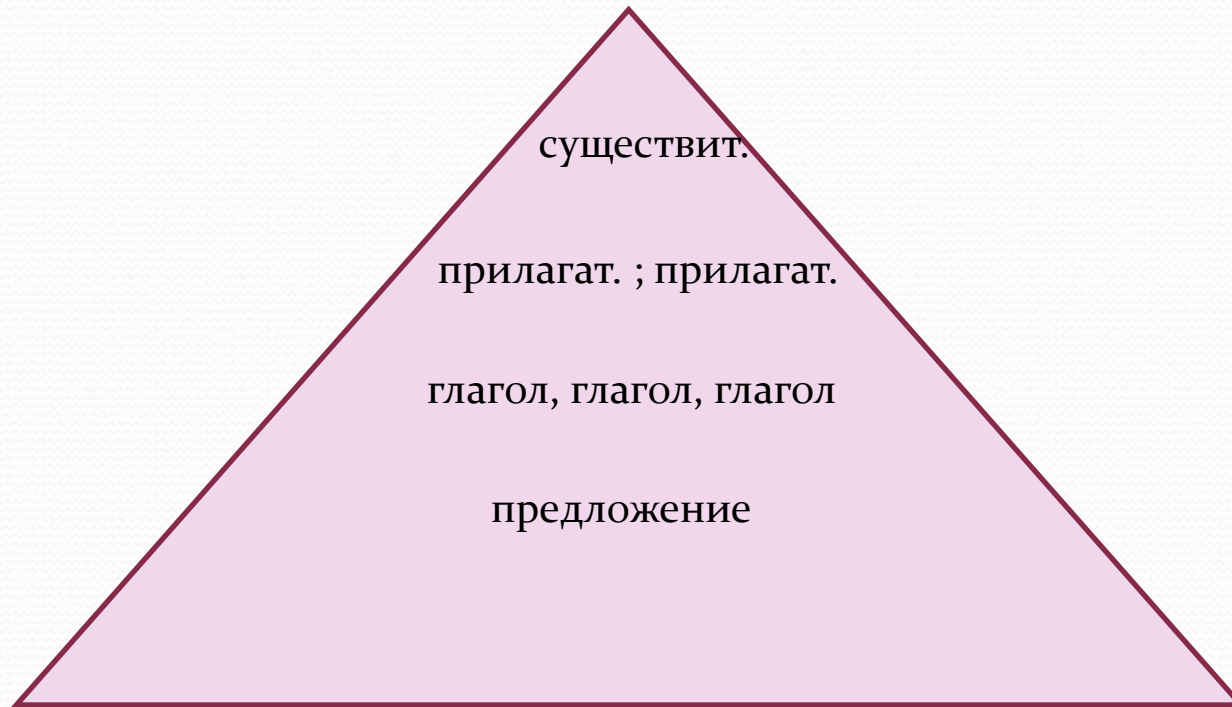 существит.
прилагат. ; прилагат.
глагол, глагол, глагол
предложение